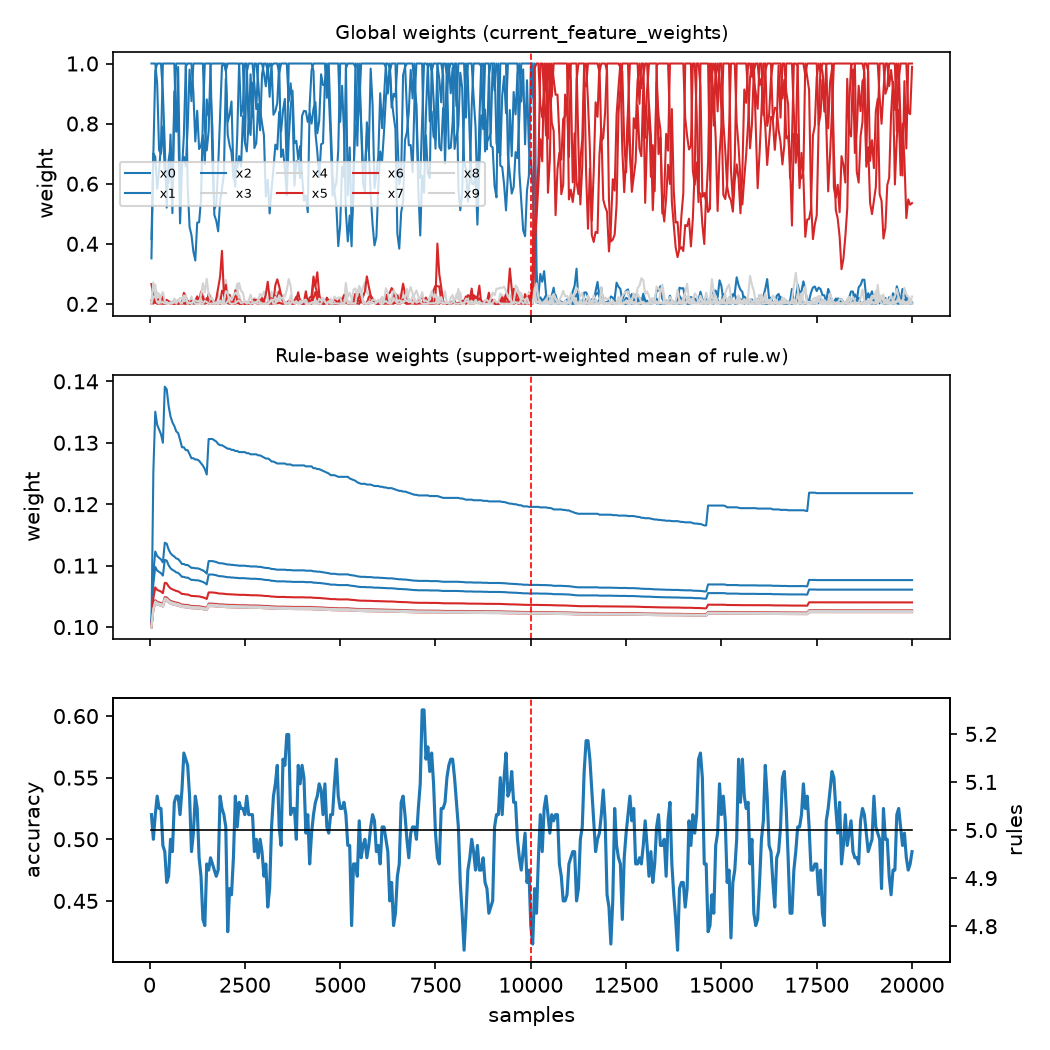 Global weights (current_feature_weights)
1.0
0.8
0.6
0.4
0.2
weight
x0 x2 x4 x6 x8
x1 x3 x5 x7 x9
Rule-base weights (support-weighted mean of rule.w)
0.14
0.13
0.12
0.11
0.10
weight
0.60
0.55
0.50
0.45
accuracy
5.2
5.1
5.0
4.9
4.8
rules
0 2500 5000 7500 10000 12500 15000 17500 20000
samples